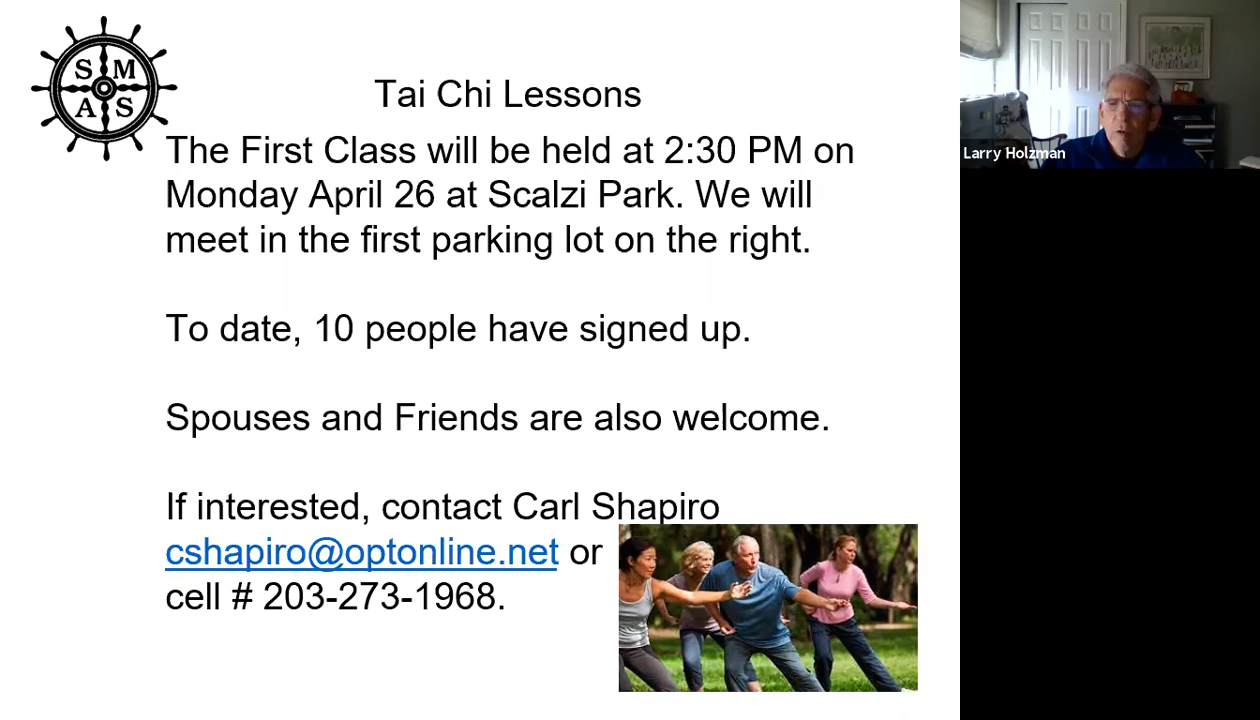 S M
A S
Tai Chi Lessons
The First Class will be held at 2:30 PM on
Monday April 26 at Scalzi Park. We will
meet in the first parking lot on the right.
To date, 10 people have signed up.
Spouses and Friends are also welcome.
If interested, contact Carl Shapiro
cshapiro@optonline.net or
cell # 203-273-1968.
Larry Holzman